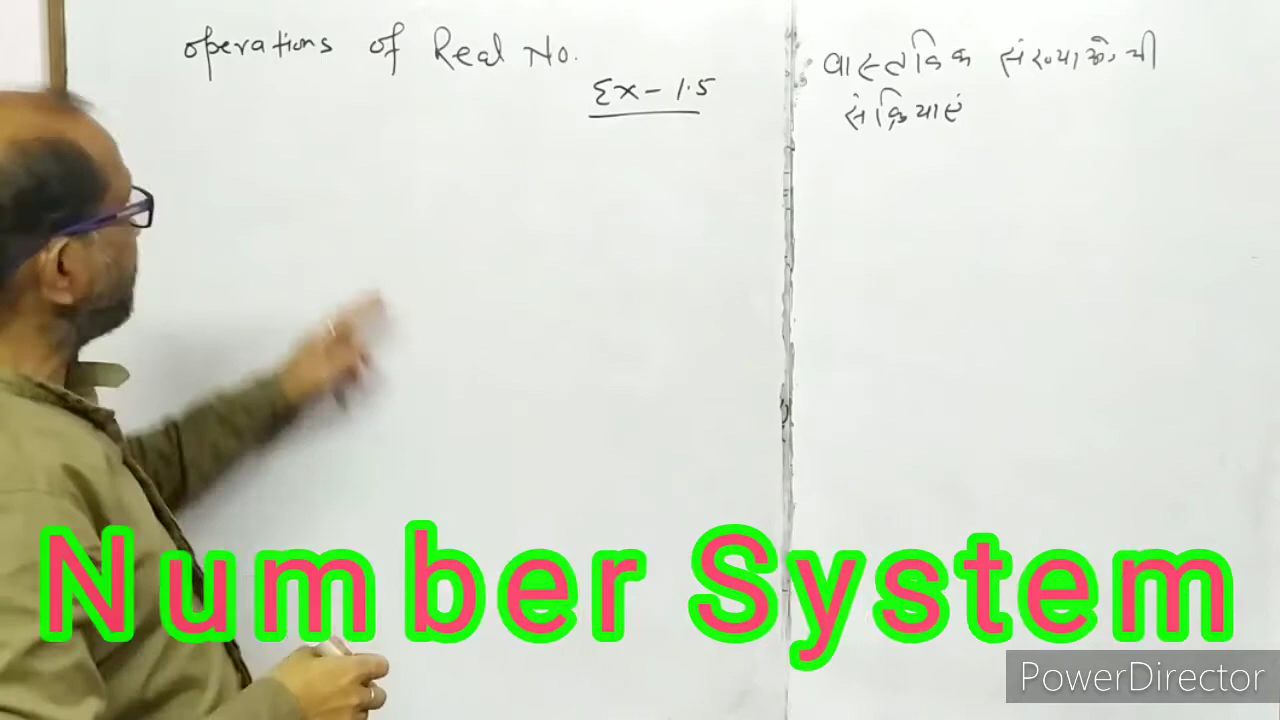 operations of Real No.
Ex - 1.5
वास्तविक संख्याओं की
संक्रियाएं
Number System
PowerDirector